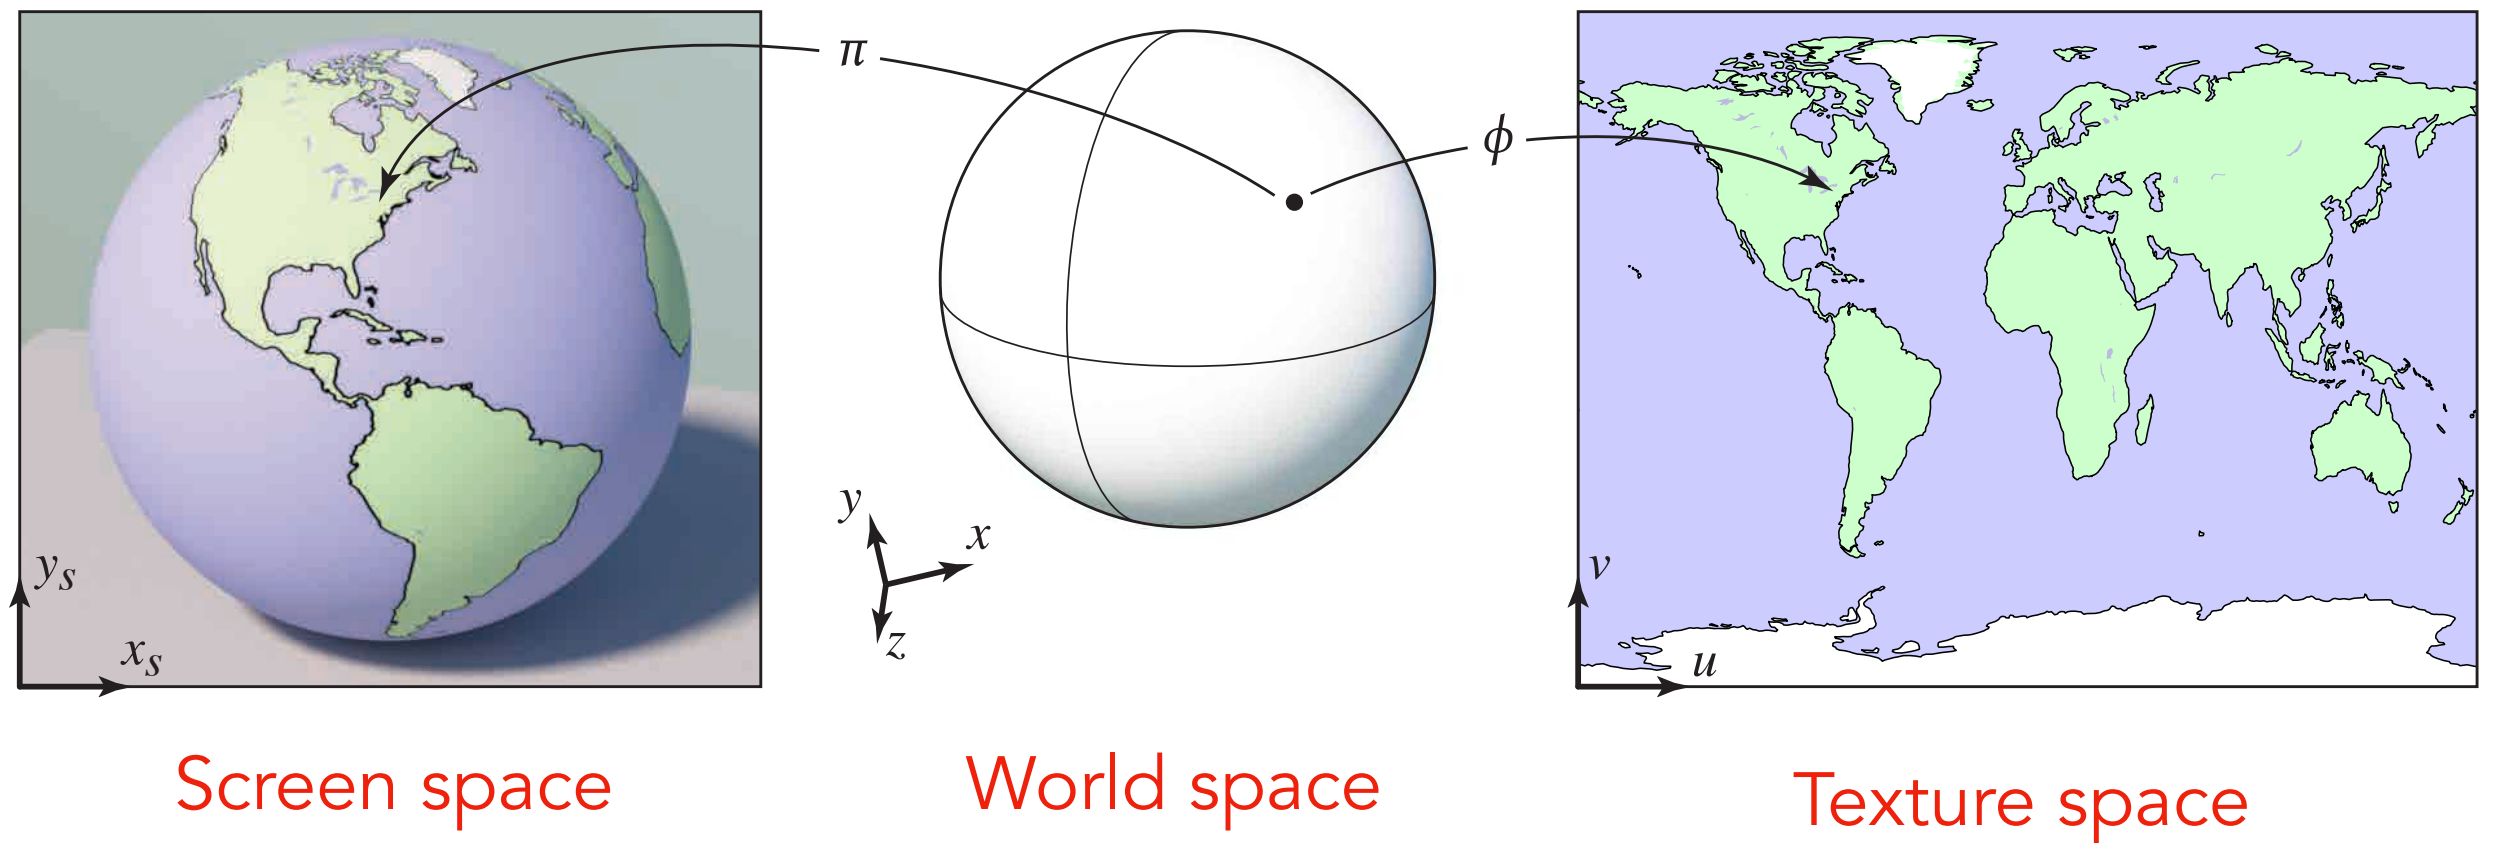 π
ϕ
y
x
z
yₛ
xₛ
v
u
Screen space
World space
Texture space